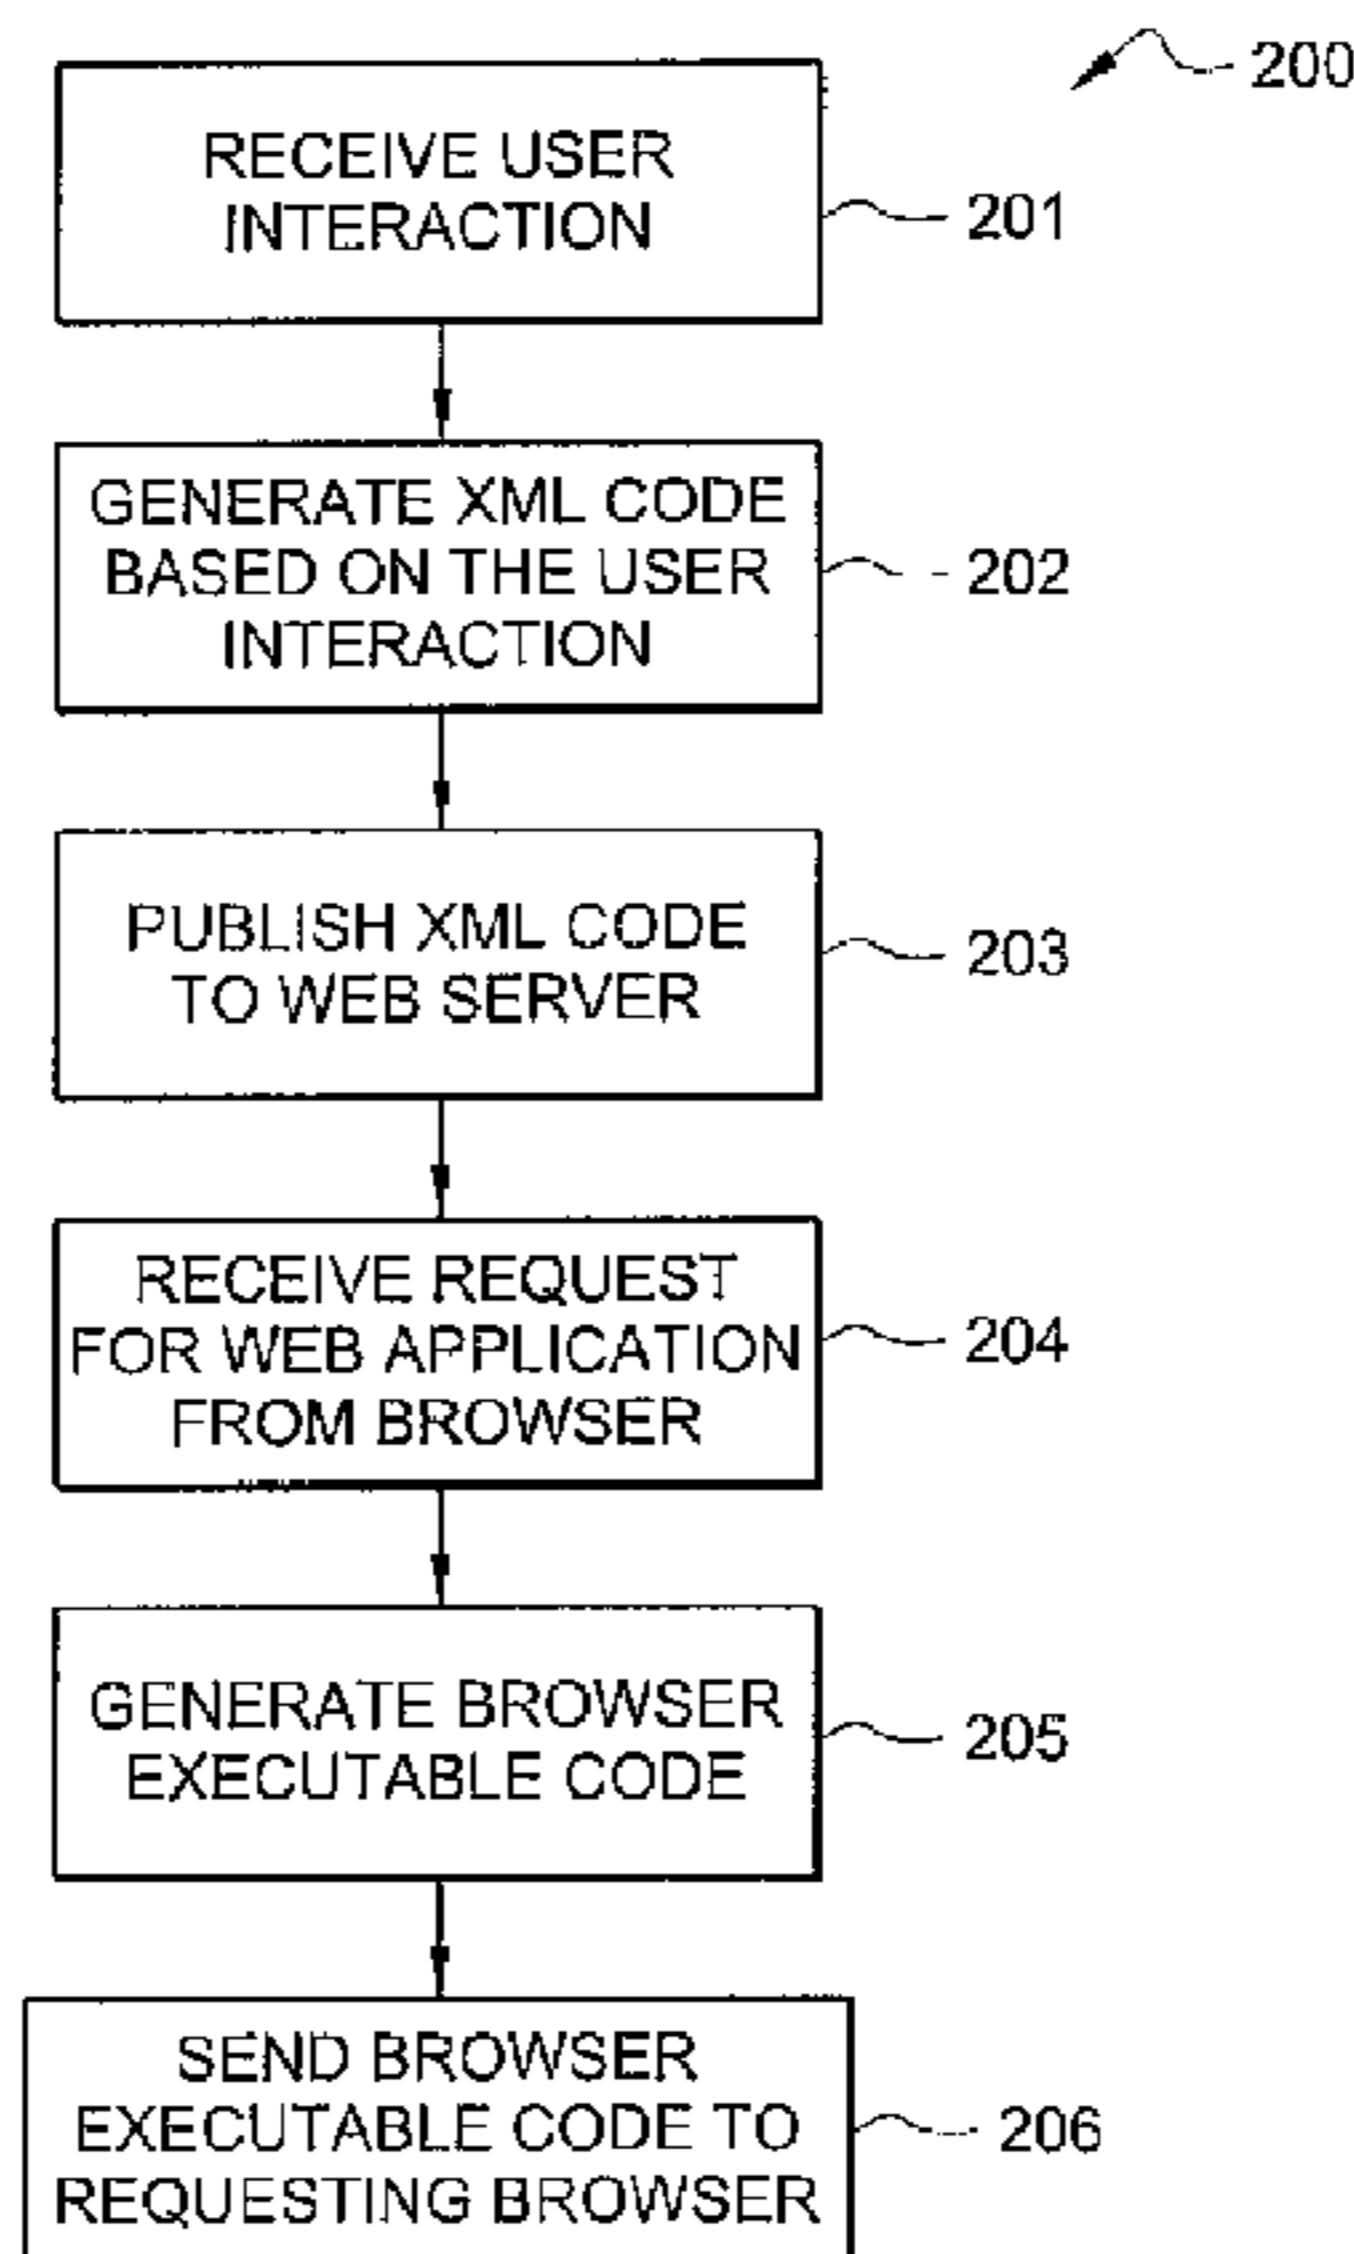 200
RECEIVE USER
INTERACTION
201
GENERATE XML CODE
BASED ON THE USER
INTERACTION
202
PUBLISH XML CODE
TO WEB SERVER
203
RECEIVE REQUEST
FOR WEB APPLICATION
FROM BROWSER
204
GENERATE BROWSER
EXECUTABLE CODE
205
SEND BROWSER
EXECUTABLE CODE TO
REQUESTING BROWSER
206